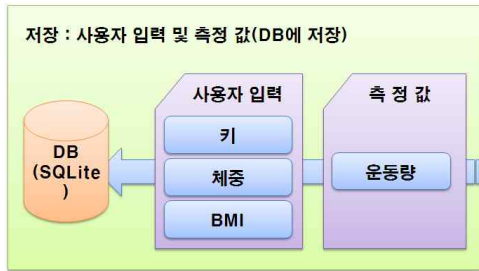 저장 : 사용자 입력 및 측정 값(DB에 저장)
사용자 입력
측 정 값
키
체중
BMI
운동량
DB
(SQLite
)